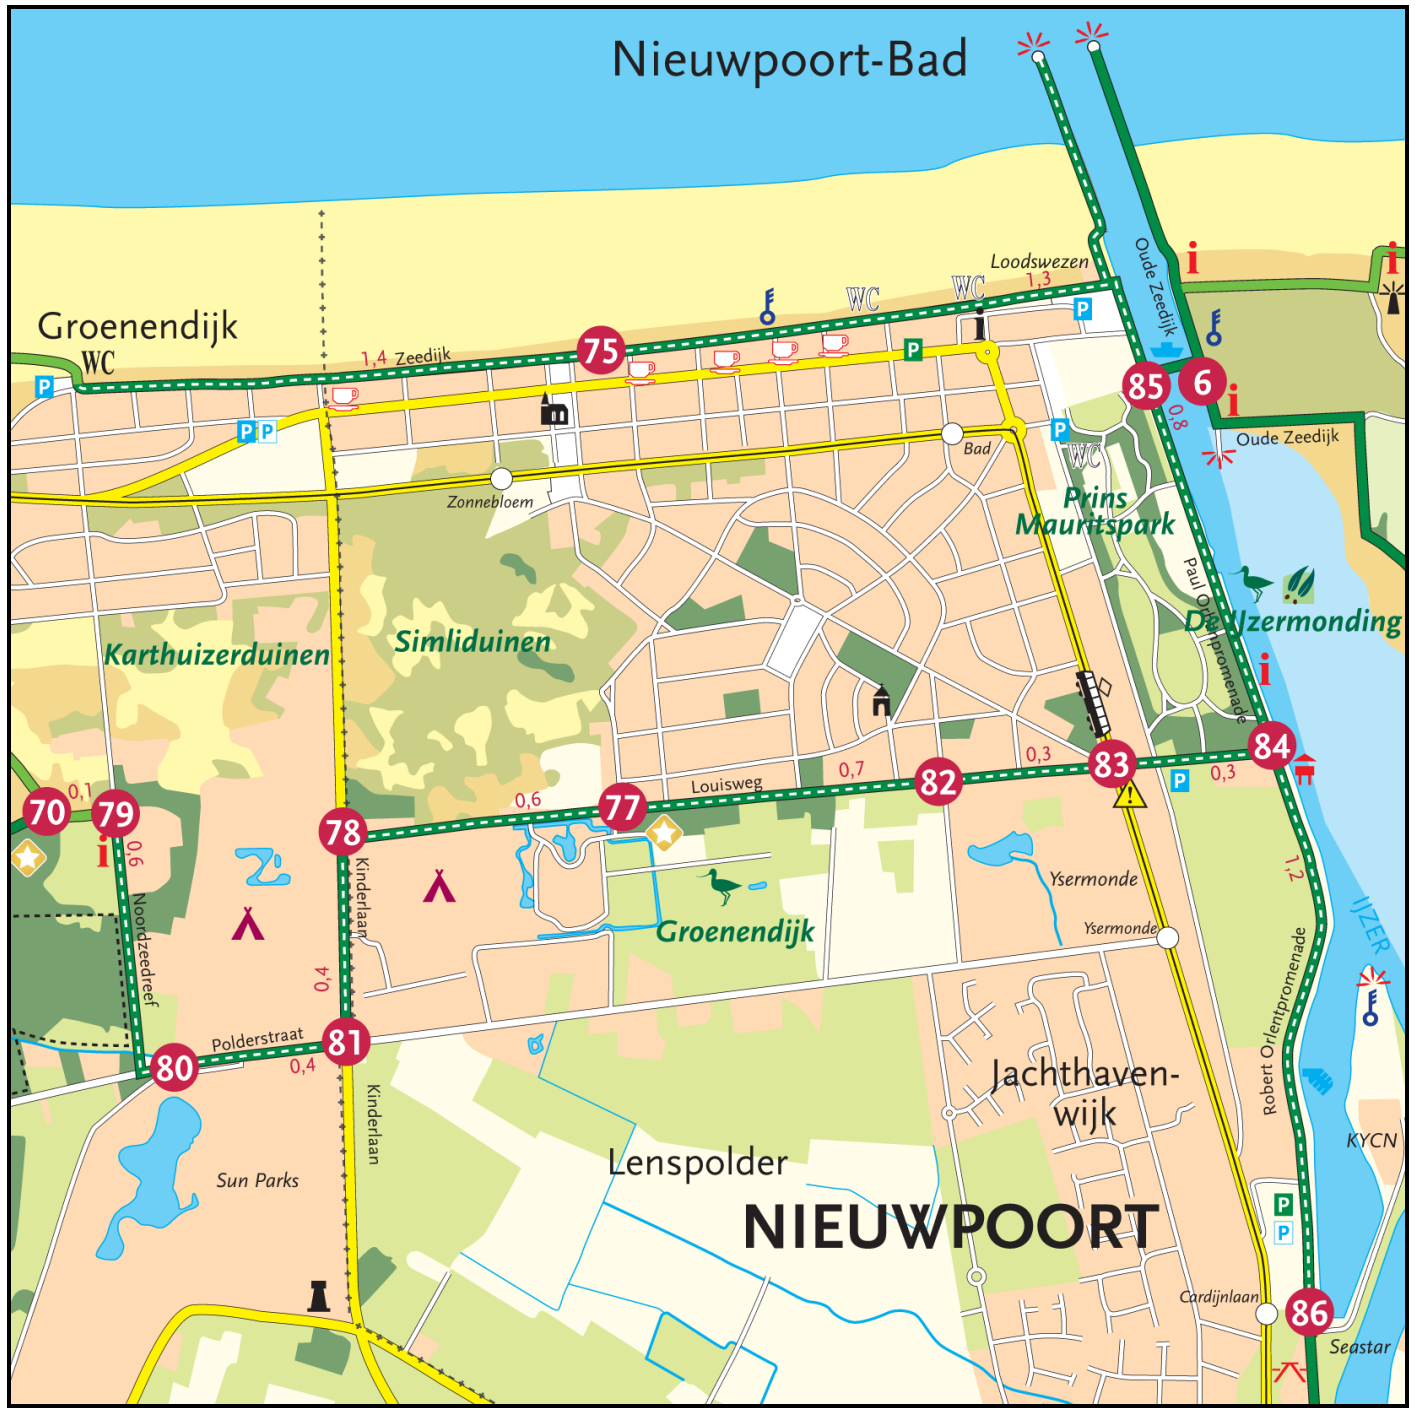 Nieuwpoort-Bad
Loodswezen
1,3
WC
WC
i
P
Oude Zeedijk
i
i
Groenendijk
WC
P
1,4
Zeedijk
75
P
85
6
i
0,8
P
P
P
WC
Oude Zeedijk
Bad
Zonnebloem
Prins
Mauritspark
Paul Orlentpromenade
De IJzermonding
Karthuizerduinen
Simliduinen
i
84
0,3
P
83
0,3
82
0,7
Louisweg
77
0,6
78
70
0,1
79
i
0,6
Noordzeedreef
Kinderlaan
0,4
Groenendijk
Ysermonde
Ysermonde
1,2
IJZER
Robert Orlentpromenade
Polderstraat
81
0,4
80
Kinderlaan
Jachthaven-
wijk
KYCN
Lenspolder
Sun Parks
NIEUWPOORT
P
P
Cardijnlaan
86
Seastar